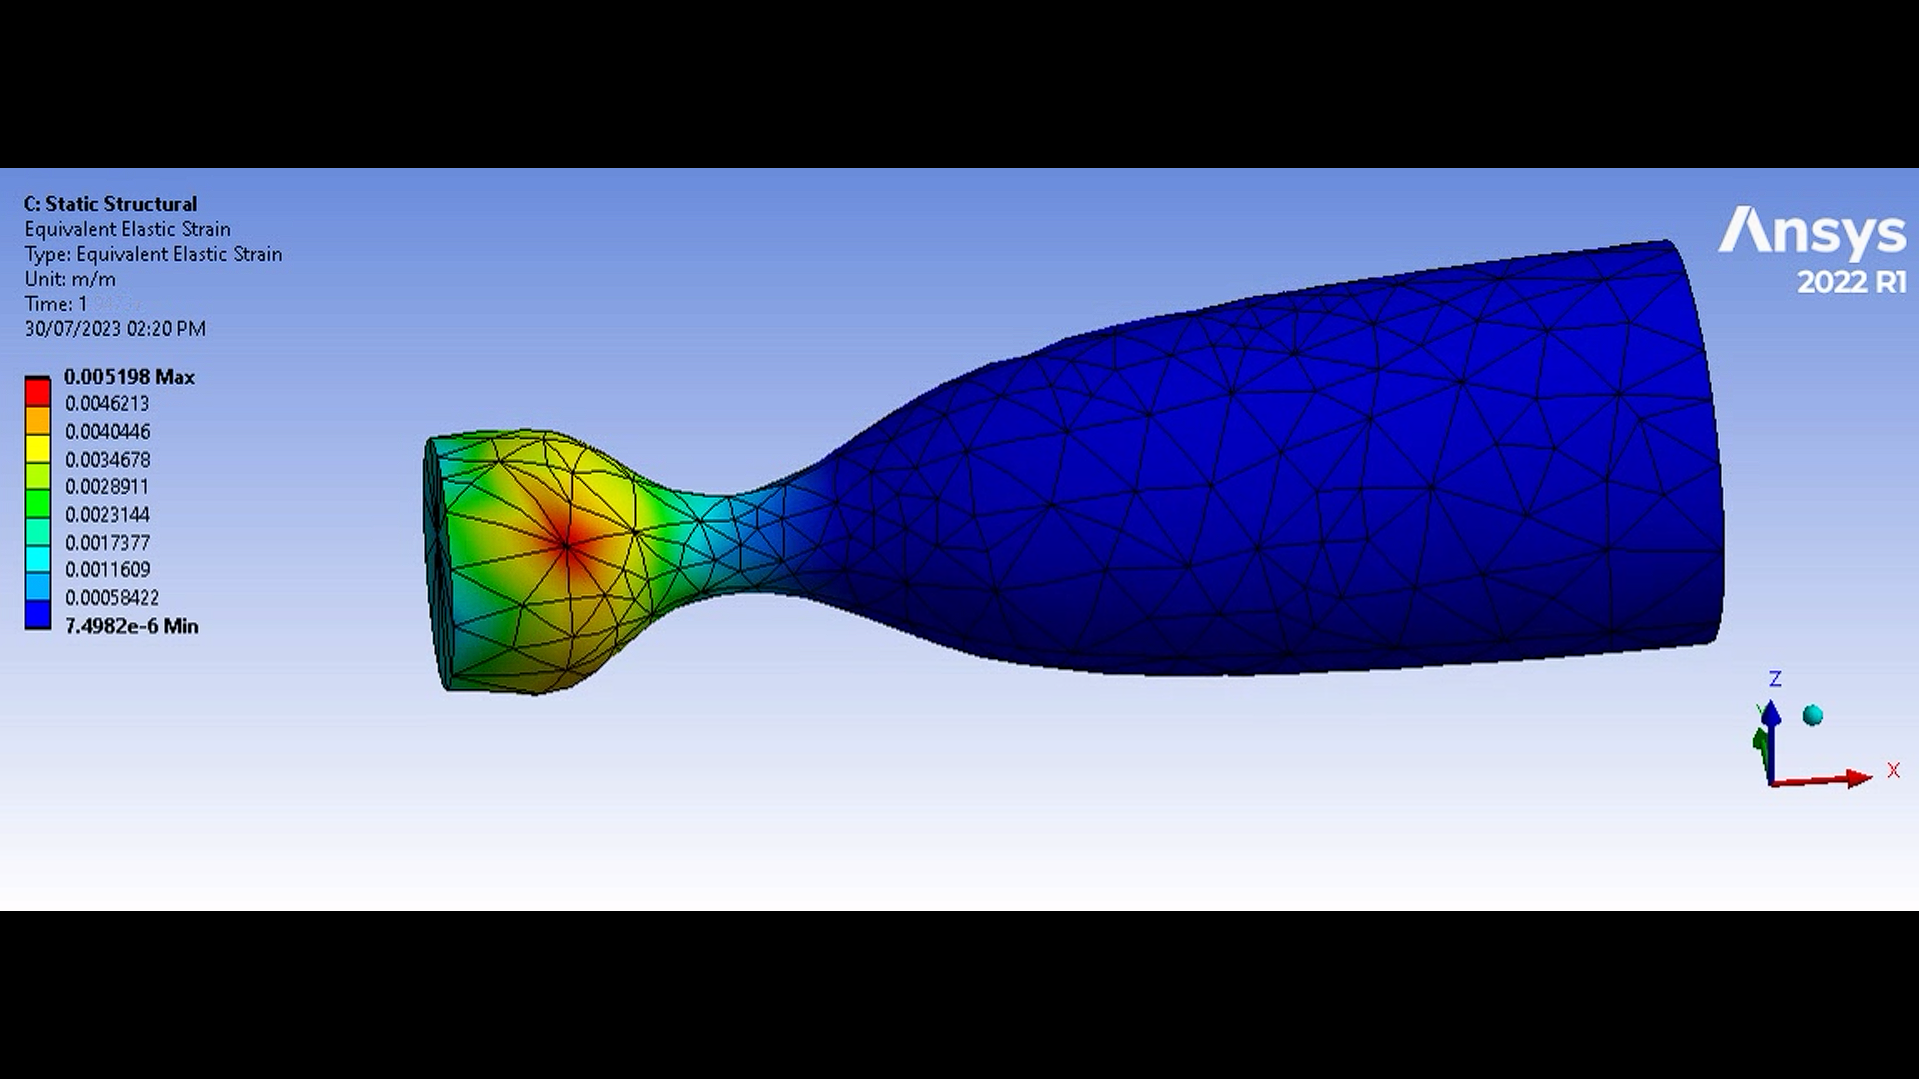 C: Static Structural
Equivalent Elastic Strain
Type: Equivalent Elastic Strain
Unit: m/m
Time: 1
30/07/2023 02:20 PM
0.005198 Max
0.0046213
0.0040446
0.0034678
0.0028911
0.0023144
0.0017377
0.0011609
0.00058422
7.4982e-6 Min
Ansys
2022 R1
Z
Y
X